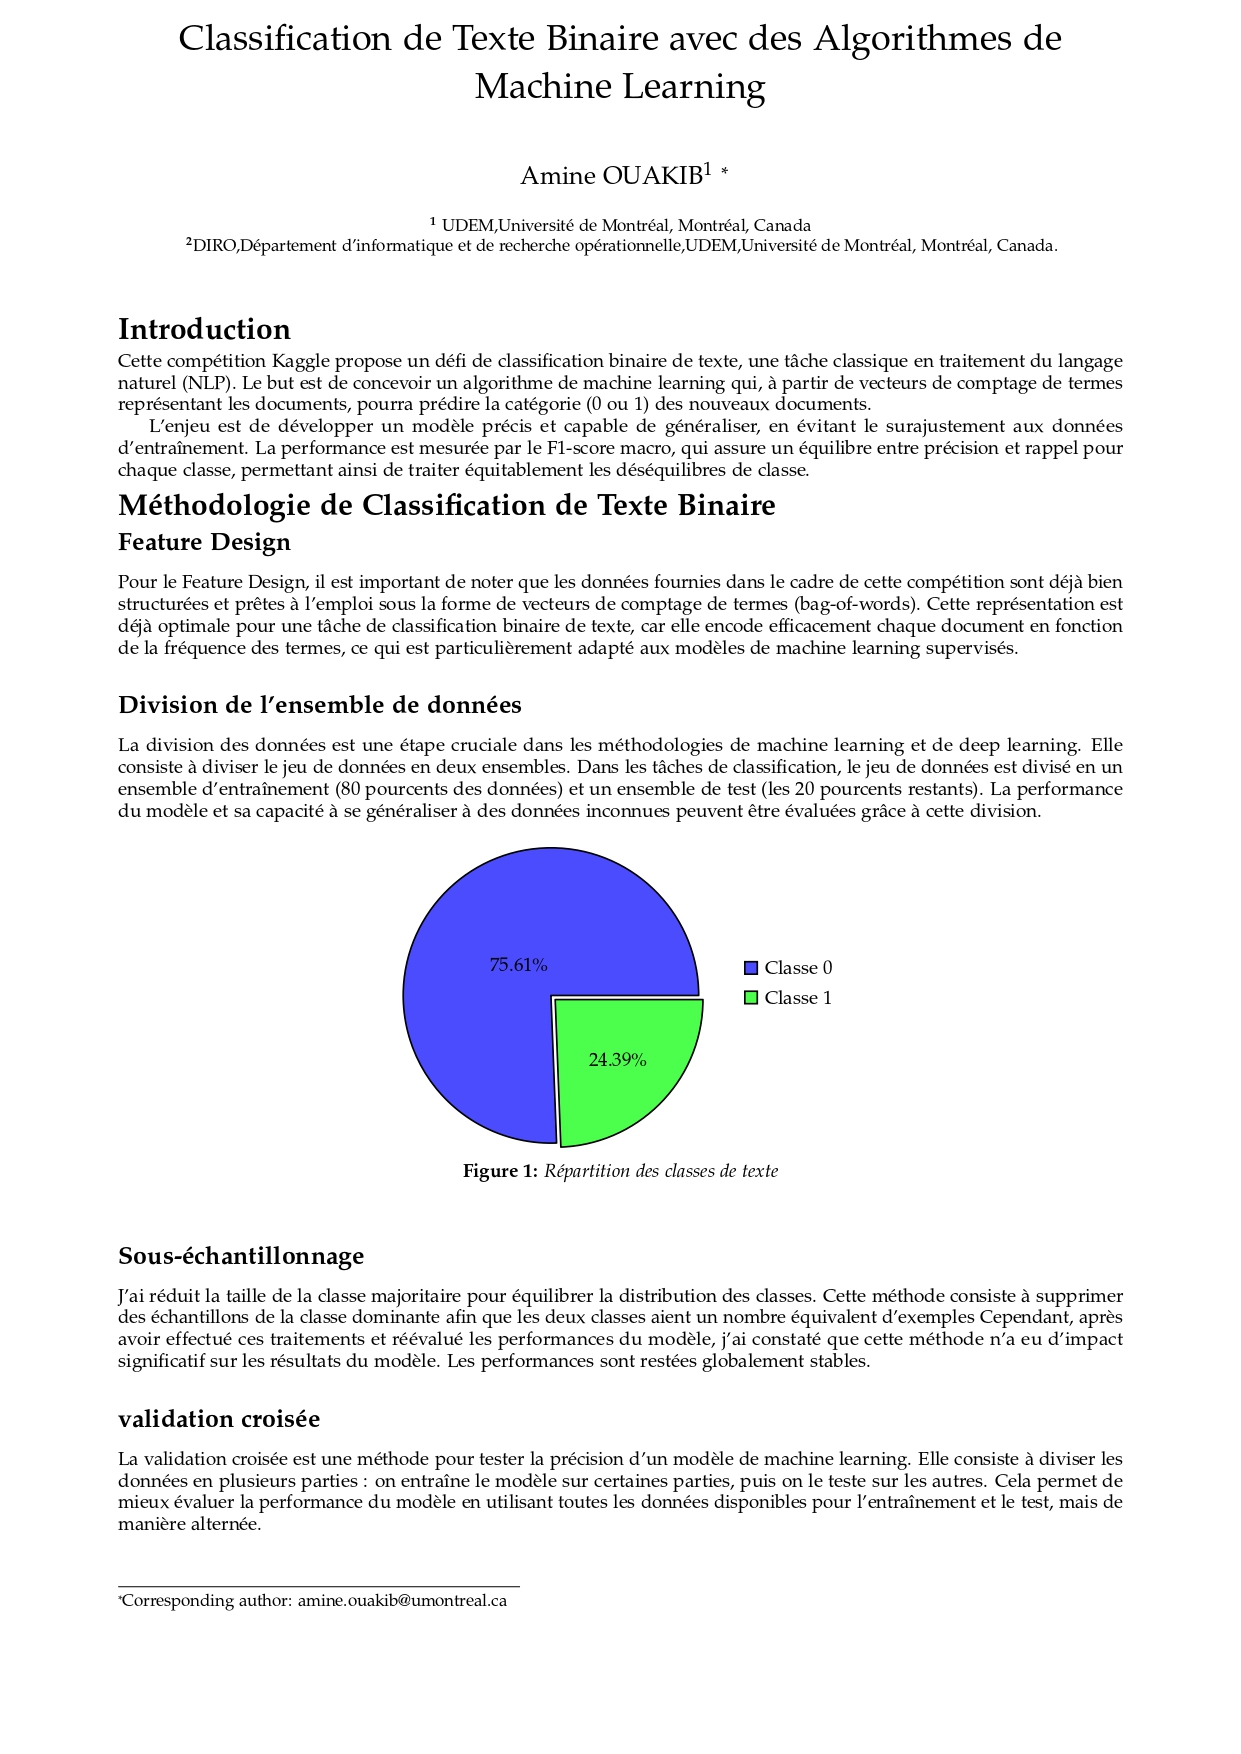 Classification de Texte Binaire avec des Algorithmes de
Machine Learning
Amine OUAKIB¹ *
¹ UDEM,Université de Montréal, Montréal, Canada
²DIRO,Département d'informatique et de recherche opérationnelle,UDEM,Université de Montréal, Montréal, Canada.
Introduction
Cette compétition Kaggle propose un défi de classification binaire de texte, une tâche classique en traitement du langage
naturel (NLP). Le but est de concevoir un algorithme de machine learning qui, à partir de vecteurs de comptage de termes
représentant les documents, pourra prédire la catégorie (0 ou 1) des nouveaux documents.
L'enjeu est de développer un modèle précis et capable de généraliser, en évitant le surajustement aux données
d'entraînement. La performance est mesurée par le F1-score macro, qui assure un équilibre entre précision et rappel pour
chaque classe, permettant ainsi de traiter équitablement les déséquilibres de classe.
Méthodologie de Classification de Texte Binaire
Feature Design
Pour le Feature Design, il est important de noter que les données fournies dans le cadre de cette compétition sont déjà bien
structurées et prêtes à l'emploi sous la forme de vecteurs de comptage de termes (bag-of-words). Cette représentation est
déjà optimale pour une tâche de classification binaire de texte, car elle encode efficacement chaque document en fonction
de la fréquence des termes, ce qui est particulièrement adapté aux modèles de machine learning supervisés.
Division de l'ensemble de données
La division des données est une étape cruciale dans les méthodologies de machine learning et de deep learning. Elle
consiste à diviser le jeu de données en deux ensembles. Dans les tâches de classification, le jeu de données est divisé en un
ensemble d'entraînement (80 pourcents des données) et un ensemble de test (les 20 pourcents restants). La performance
du modèle et sa capacité à se généraliser à des données inconnues peuvent être évaluées grâce à cette division.
75.61%
Classe 0
Classe 1
24.39%
Figure 1: Répartition des classes de texte
Sous-échantillonnage
J'ai réduit la taille de la classe majoritaire pour équilibrer la distribution des classes. Cette méthode consiste à supprimer
des échantillons de la classe dominante afin que les deux classes aient un nombre équivalent d'exemples Cependant, après
avoir effectué ces traitements et réévalué les performances du modèle, j'ai constaté que cette méthode n'a eu d'impact
significatif sur les résultats du modèle. Les performances sont restées globalement stables.
validation croisée
La validation croisée est une méthode pour tester la précision d'un modèle de machine learning. Elle consiste à diviser les
données en plusieurs parties : on entraîne le modèle sur certaines parties, puis on le teste sur les autres. Cela permet de
mieux évaluer la performance du modèle en utilisant toutes les données disponibles pour l'entraînement et le test, mais de
manière alternée.
*Corresponding author: amine.ouakib@umontreal.ca